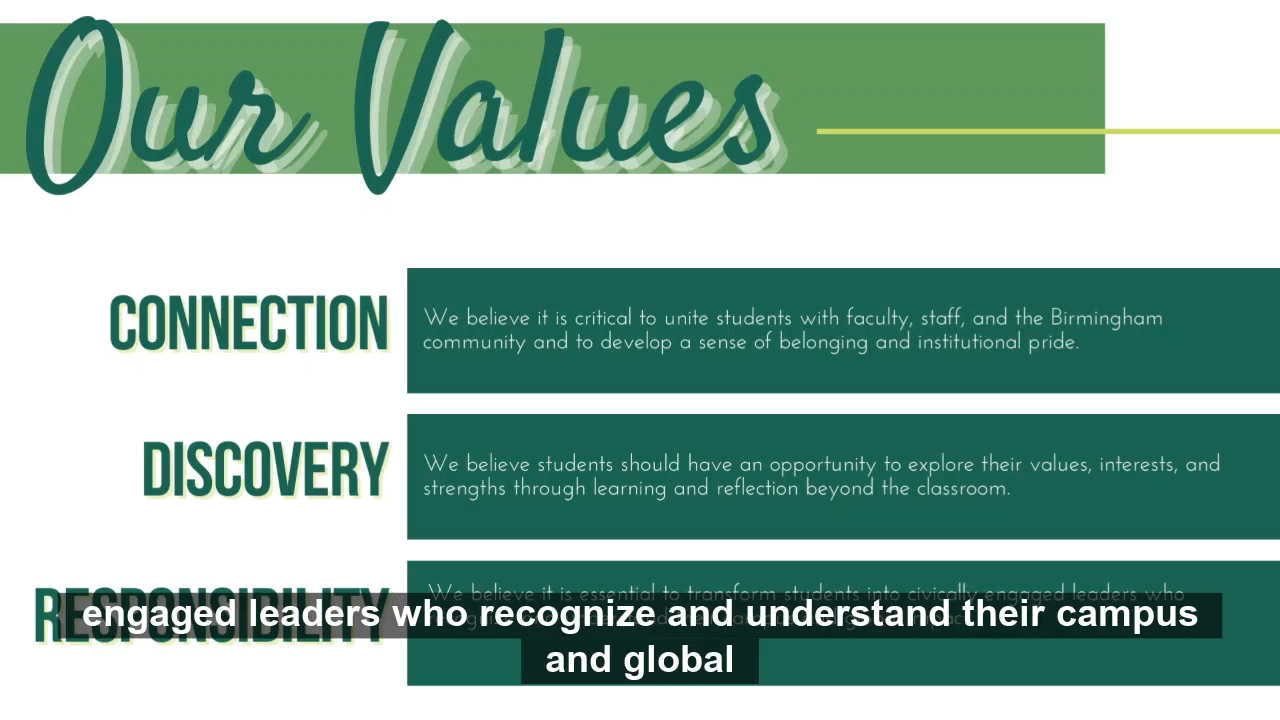 Our Values
CONNECTION
We believe it is critical to unite students with faculty, staff, and the Birmingham
community and to develop a sense of belonging and institutional pride.
DISCOVERY
We believe students should have an opportunity to explore their values, interests, and
strengths through learning and reflection beyond the classroom.
RESPONSIBILITY
We believe it is essential to transform students into civically engaged leaders who
engaged leaders who recognize and understand their campus
and global